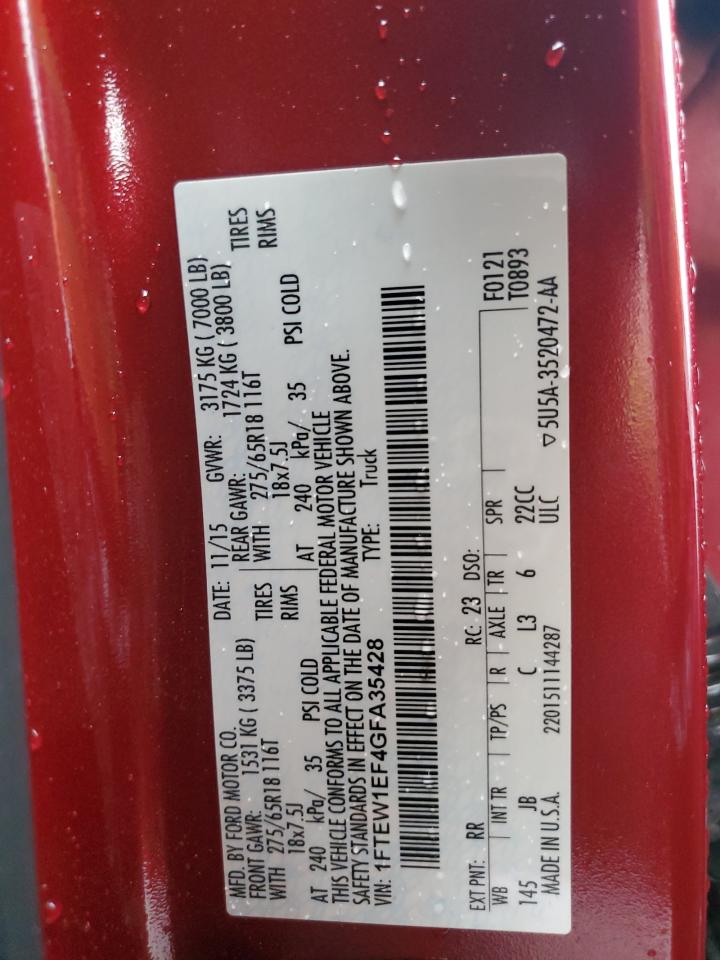 MFD. BY FORD MOTOR CO. DATE: 11/15 GVWR: 3175 KG ( 7000 LB)
FRONT GAWR: 1531 KG ( 3375 LB) REAR GAWR: 1724 KG ( 3800 LB)
WITH 275/65R18 116T TIRES WITH 275/65R18 116T TIRES
18x7.5J RIMS 18x7.5J RIMS
AT 240 kPa/ 35 PSI COLD AT 240 kPa/ 35 PSI COLD
THIS VEHICLE CONFORMS TO ALL APPLICABLE FEDERAL MOTOR VEHICLE
SAFETY STANDARDS IN EFFECT ON THE DATE OF MANUFACTURE SHOWN ABOVE.
VIN: 1FTEW1EF4GFA35428 TYPE: Truck
EXT PNT: RR RC: 23 DSO: F0121
WB INT TR TP/PS R AXLE TR SPR T0893
145 JB C L3 6 22CC
MADE IN U.S.A. 2201511144287 ULC ▽5U5A-3520472-AA